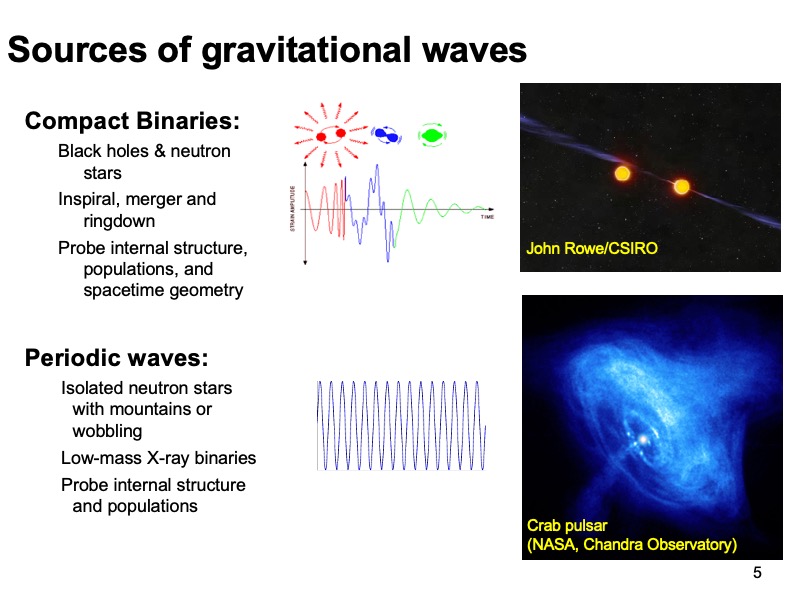 Sources of gravitational waves
Compact Binaries:
Black holes & neutron
stars
Inspiral, merger and
ringdown
Probe internal structure,
populations, and
spacetime geometry
STRAIN AMPLITUDE
TIME
John Rowe/CSIRO
Periodic waves:
Isolated neutron stars
with mountains or
wobbling
Low-mass X-ray binaries
Probe internal structure
and populations
Crab pulsar
(NASA, Chandra Observatory)
5